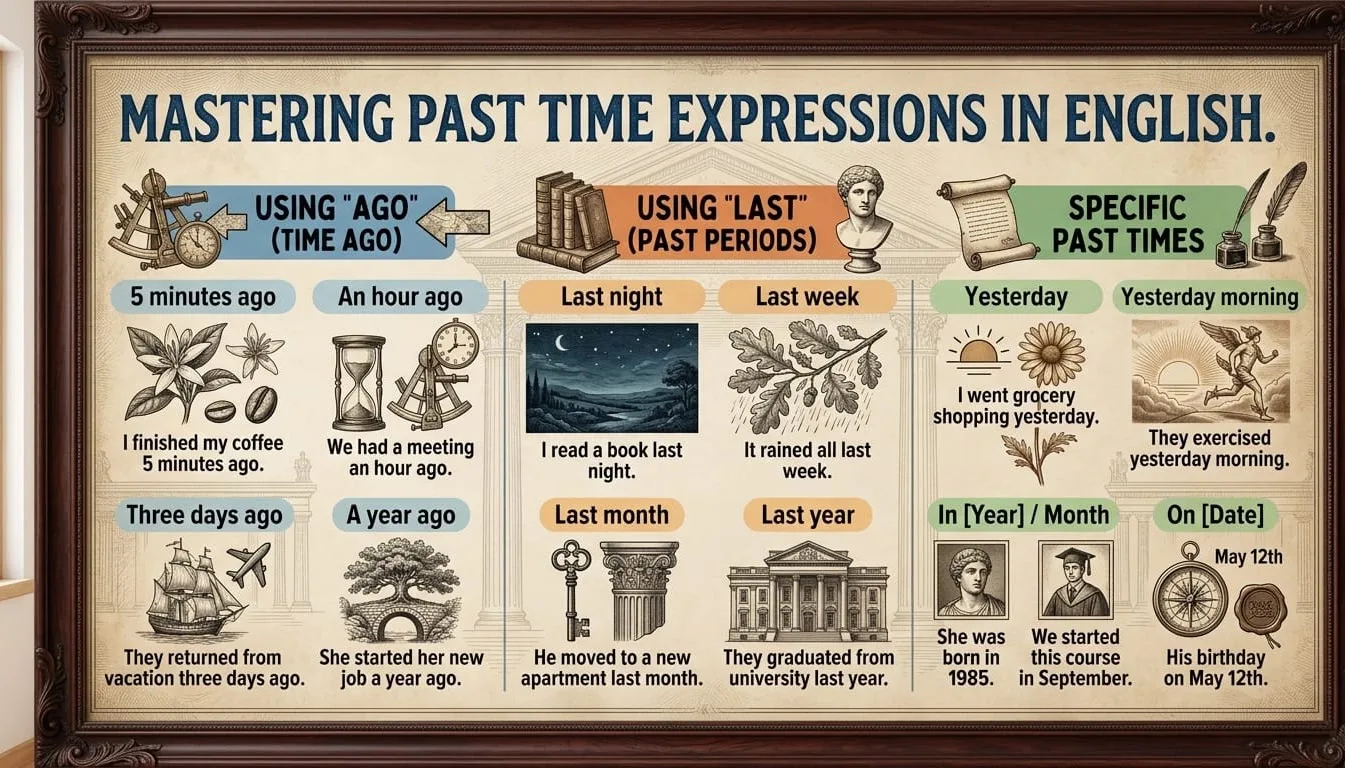 MASTERING PAST TIME EXPRESSIONS IN ENGLISH.
USING "AGO"
(TIME AGO)
5 minutes ago
I finished my coffee
5 minutes ago.
An hour ago
We had a meeting
an hour ago.
Three days ago
They returned from
vacation three days ago.
A year ago
She started her new
job a year ago.
USING "LAST"
(PAST PERIODS)
Last night
I read a book last
night.
Last week
It rained all last
week.
Last month
He moved to a new
apartment last month.
Last year
They graduated from
university last year.
SPECIFIC
PAST TIMES
Yesterday
I went grocery
shopping yesterday.
Yesterday morning
They exercised
yesterday morning.
In [Year] / Month
She was
born in
1985.
We started
this course
in September.
On [Date]
May 12th
His birthday
on May 12th.